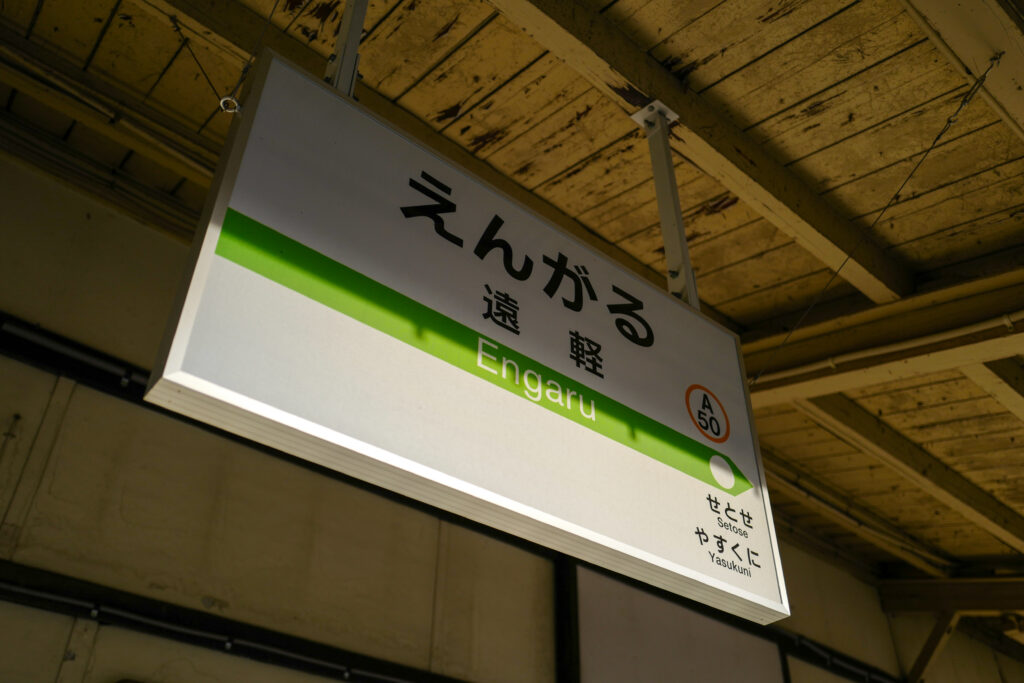 えんがる
遠軽
Engaru
A
50
せとせ
Setose
やすくに
Yasukuni